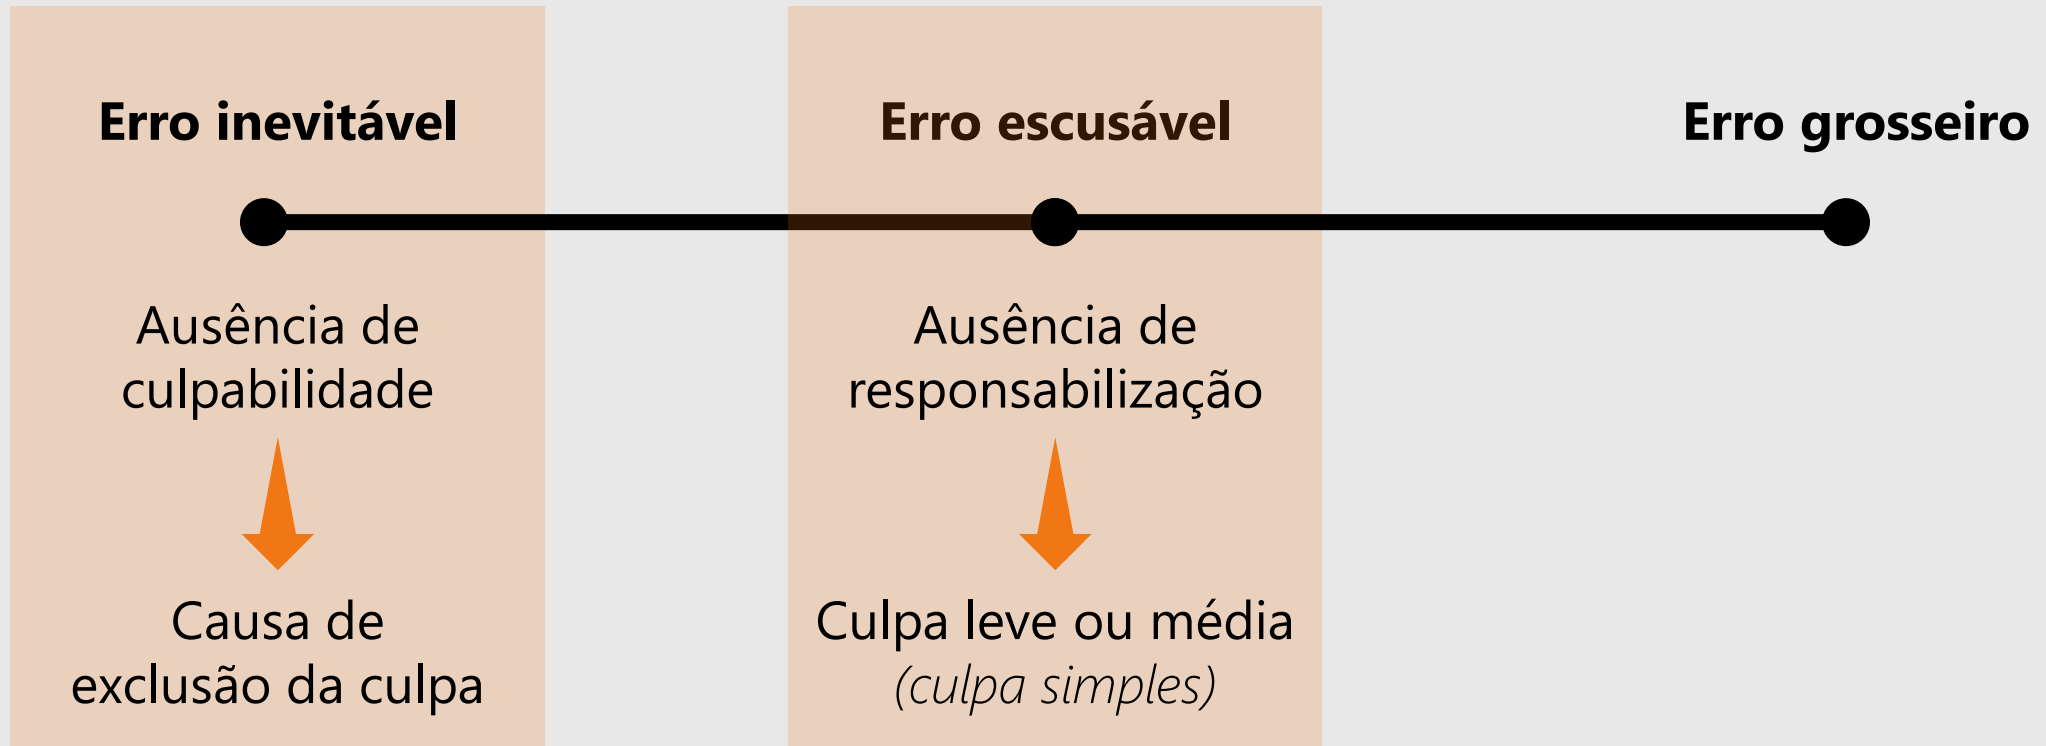 Erro inevitável
Erro escusável
Erro grosseiro
Ausência de
culpabilidade
Ausência de
responsabilização
Causa de
exclusão da culpa
Culpa leve ou média
(culpa simples)